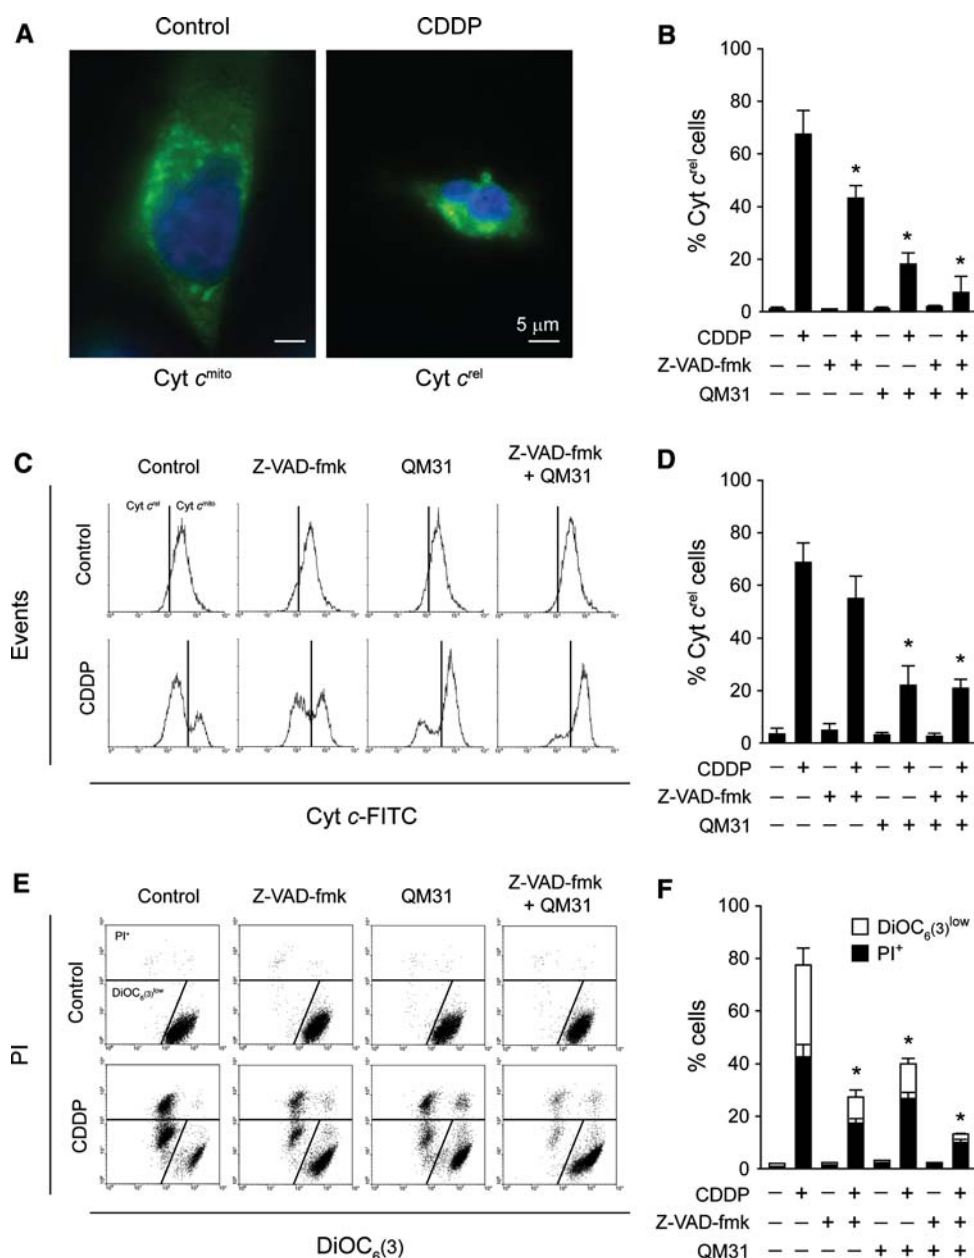 A
Control
CDDP
5 μm
Cyt c^mito
Cyt c^rel
B
% Cyt c^rel cells
100
80
60
40
20
0
*
*
*
CDDP – + – + – + – +
Z-VAD-fmk – – + + – – + +
QM31 – – – – + + + +
C
Control
Z-VAD-fmk
QM31
Z-VAD-fmk
+ QM31
Events
Control
CDDP
Cyt c^rel
Cyt c^mito
Cyt c-FITC
D
% Cyt c^rel cells
100
80
60
40
20
0
*
*
CDDP – + – + – + – +
Z-VAD-fmk – – + + – – + +
QM31 – – – – + + + +
E
Control
Z-VAD-fmk
QM31
Z-VAD-fmk
+ QM31
PI
Control
CDDP
PI⁺
DiOC₆(3)^low
DiOC₆(3)
F
% cells
100
80
60
40
20
0
DiOC₆(3)^low
PI⁺
*
*
*
CDDP – + – + – + – +
Z-VAD-fmk – – + + – – + +
QM31 – – – – + + + +